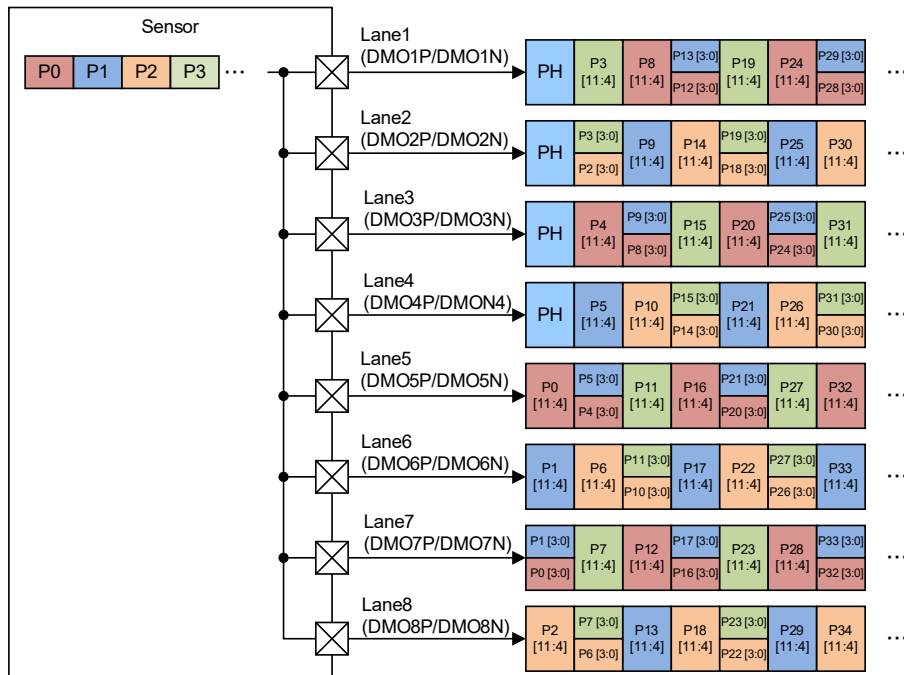 Sensor
P0 P1 P2 P3 ...
Lane1
(DMO1P/DMO1N)
PH P3 [11:4] P8 [11:4] P13 [3:0] P12 [3:0] P19 [11:4] P24 [11:4] P29 [3:0] P28 [3:0] ...
Lane2
(DMO2P/DMO2N)
PH P3 [3:0] P2 [3:0] P9 [11:4] P14 [11:4] P19 [3:0] P18 [3:0] P25 [11:4] P30 [11:4] ...
Lane3
(DMO3P/DMO3N)
PH P4 [11:4] P9 [3:0] P8 [3:0] P15 [11:4] P20 [11:4] P25 [3:0] P24 [3:0] P31 [11:4] ...
Lane4
(DMO4P/DMON4)
PH P5 [11:4] P10 [11:4] P15 [3:0] P14 [3:0] P21 [11:4] P26 [11:4] P31 [3:0] P30 [3:0] ...
Lane5
(DMO5P/DMO5N)
P0 [11:4] P5 [3:0] P4 [3:0] P11 [11:4] P16 [11:4] P21 [3:0] P20 [3:0] P27 [11:4] P32 [11:4] ...
Lane6
(DMO6P/DMO6N)
P1 [11:4] P6 [11:4] P11 [3:0] P10 [3:0] P17 [11:4] P22 [11:4] P27 [3:0] P26 [3:0] P33 [11:4] ...
Lane7
(DMO7P/DMO7N)
P1 [3:0] P0 [3:0] P7 [11:4] P12 [11:4] P17 [3:0] P16 [3:0] P23 [11:4] P28 [11:4] P33 [3:0] P32 [3:0] ...
Lane8
(DMO8P/DMO8N)
P2 [11:4] P7 [3:0] P6 [3:0] P13 [11:4] P18 [11:4] P23 [3:0] P22 [3:0] P29 [11:4] P34 [11:4] ...